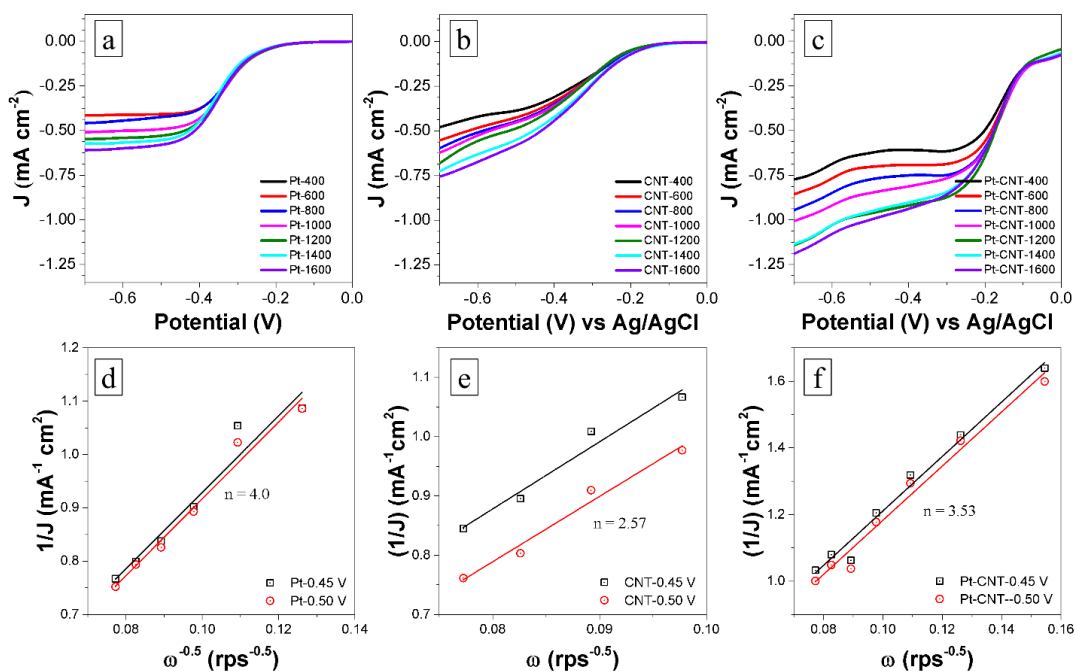 a
0.00
-0.25
-0.50
-0.75
-1.00
-1.25
J (mA cm-2)
Pt-400
Pt-600
Pt-800
Pt-1000
Pt-1200
Pt-1400
Pt-1600
-0.6 -0.4 -0.2 0.0
Potential (V)
b
0.00
-0.25
-0.50
-0.75
-1.00
-1.25
J (mA cm-2)
CNT-400
CNT-600
CNT-800
CNT-1000
CNT-1200
CNT-1400
CNT-1600
-0.6 -0.4 -0.2 0.0
Potential (V) vs Ag/AgCl
c
0.00
-0.25
-0.50
-0.75
-1.00
-1.25
J (mA cm-2)
Pt-CNT-400
Pt-CNT-600
Pt-CNT-800
Pt-CNT-1000
Pt-CNT-1200
Pt-CNT-1400
Pt-CNT-1600
-0.6 -0.4 -0.2 0.0
Potential (V) vs Ag/AgCl
d
1.2
1.1
1.0
0.9
0.8
0.7
1/J (mA-1 cm2)
n = 4.0
Pt-0.45 V
Pt-0.50 V
0.08 0.10 0.12 0.14
ω-0.5 (rps-0.5)
e
1.1
1.0
0.9
0.8
0.7
(1/J) (mA-1cm2)
n = 2.57
CNT-0.45 V
CNT-0.50 V
0.08 0.09 0.10
ω (rps-0.5)
f
1.6
1.4
1.2
1.0
(1/J) (mA-1cm2)
n = 3.53
Pt-CNT-0.45 V
Pt-CNT--0.50 V
0.08 0.10 0.12 0.14 0.16
ω (rps-0.5)